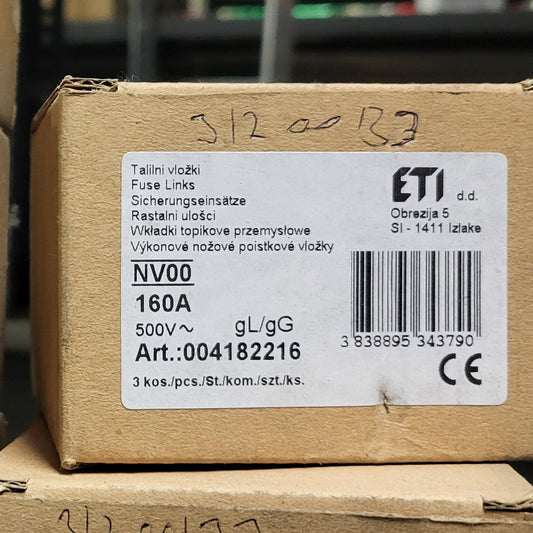 312 00 B3
Talilni vložki
Fuse Links
Sicherungseinsätze
Rastalni ulošci
Wkładki topikowe przemysłowe
Výkonové nožové poistkové vložky
ETI d.d.
Obrezija 5
SI - 1411 Izlake
NV00
160A
500V~ gL/gG
Art.:004182216
3 838895 343790
3 kos./pcs./St./kom./szt./ks.
CE